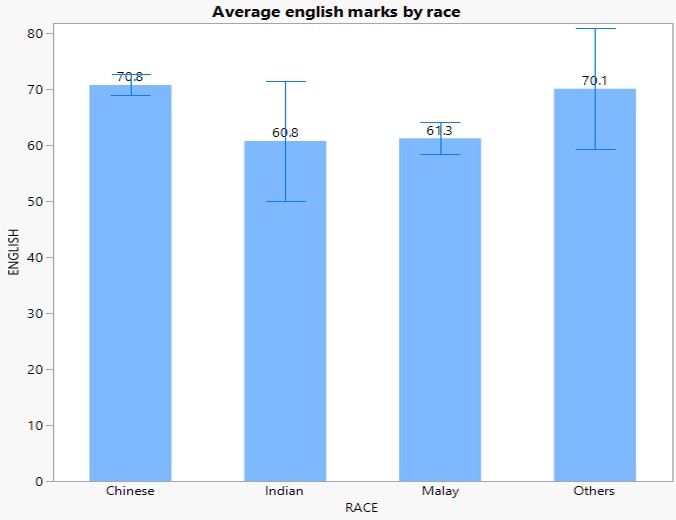 Average english marks by race
80
70
60
50
40
30
20
10
0
ENGLISH
70.8
60.8
61.3
70.1
Chinese
Indian
Malay
Others
RACE